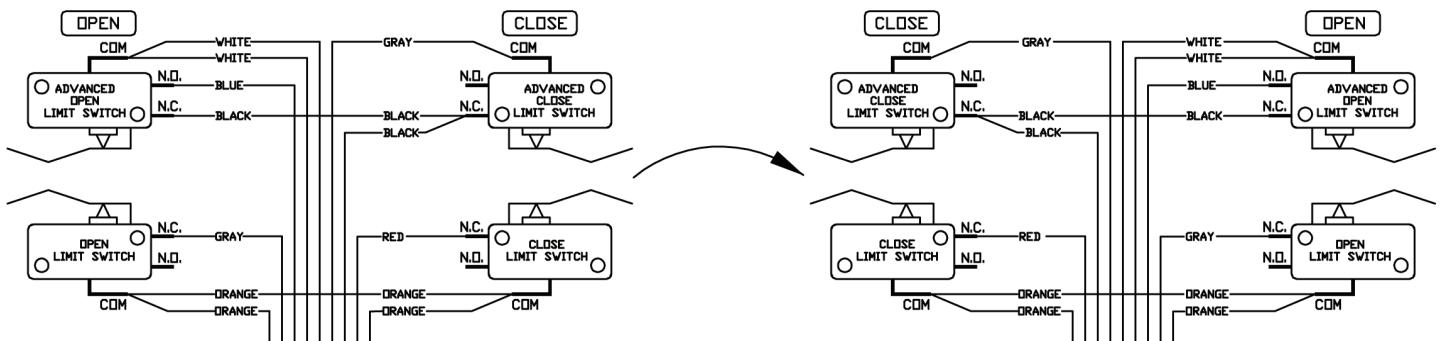 OPEN
CLOSE
COM
WHITE
WHITE
GRAY
COM
N.O.
BLUE
N.O.
ADVANCED
OPEN
LIMIT SWITCH
N.C.
BLACK
BLACK
BLACK
N.C.
ADVANCED
CLOSE
LIMIT SWITCH
OPEN
LIMIT SWITCH
N.C.
GRAY
RED
N.C.
N.O.
N.O.
CLOSE
LIMIT SWITCH
COM
ORANGE
ORANGE
ORANGE
ORANGE
COM
CLOSE
OPEN
COM
GRAY
WHITE
WHITE
COM
N.O.
BLUE
N.O.
ADVANCED
CLOSE
LIMIT SWITCH
N.C.
BLACK
BLACK
BLACK
N.C.
ADVANCED
OPEN
LIMIT SWITCH
CLOSE
LIMIT SWITCH
N.C.
RED
GRAY
N.C.
N.O.
N.O.
OPEN
LIMIT SWITCH
COM
ORANGE
ORANGE
ORANGE
ORANGE
COM